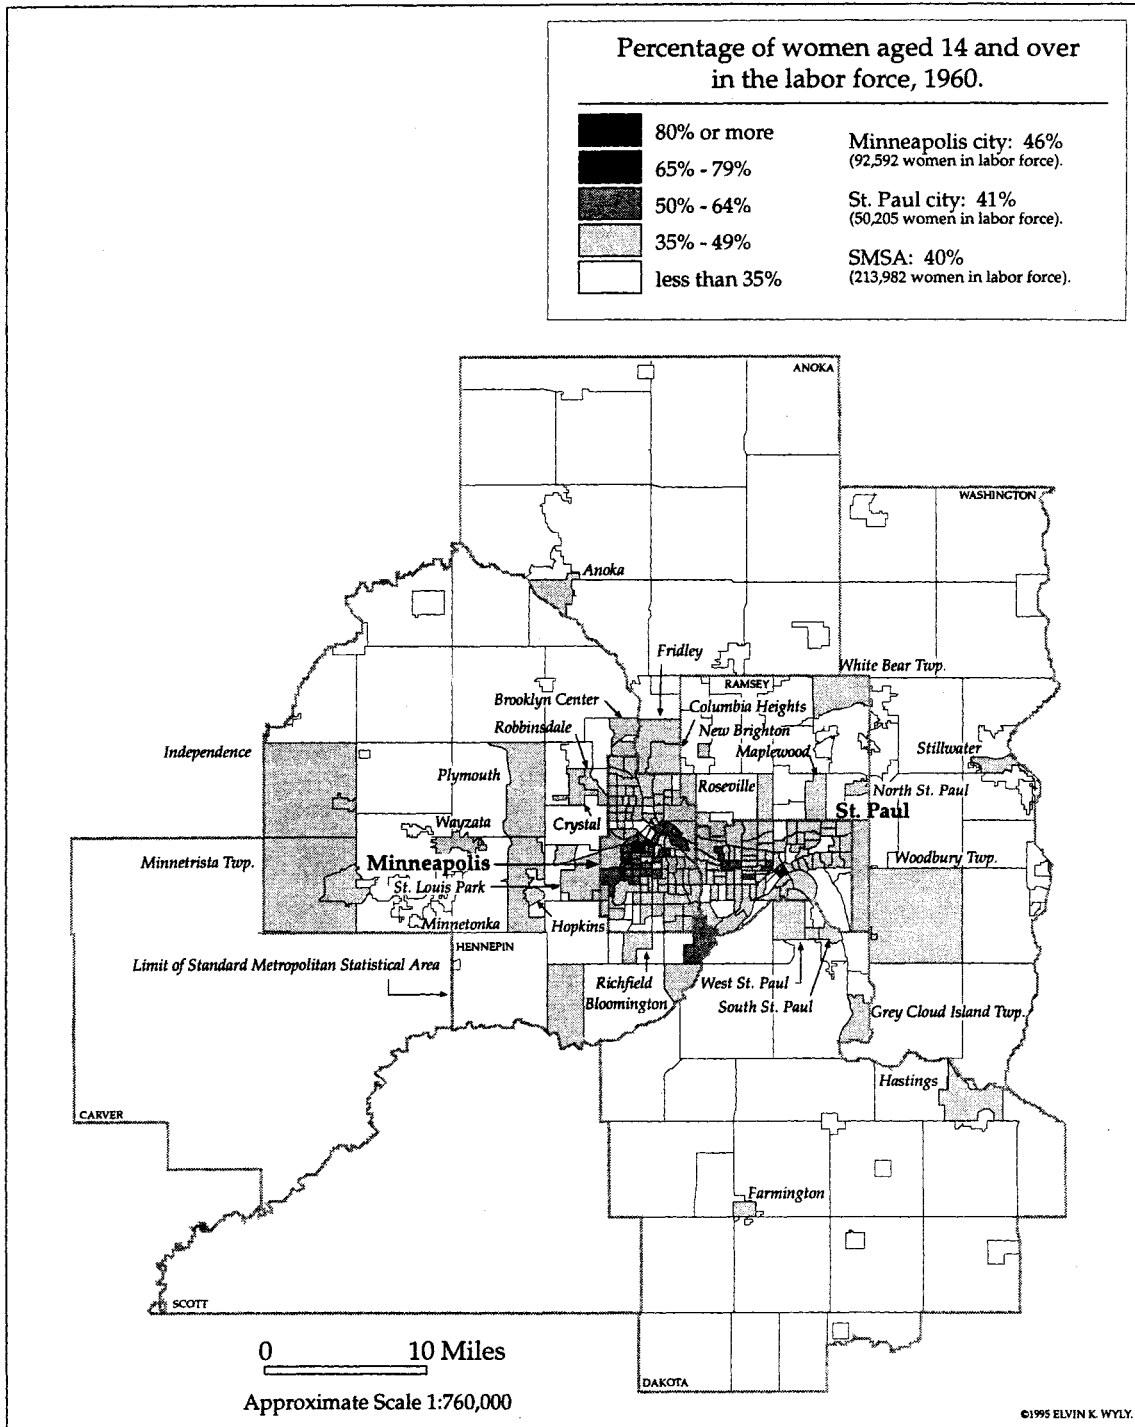 Percentage of women aged 14 and over
in the labor force, 1960.
80% or more
65% - 79%
50% - 64%
35% - 49%
less than 35%
Minneapolis city: 46%
(92,592 women in labor force).
St. Paul city: 41%
(50,205 women in labor force).
SMSA: 40%
(213,982 women in labor force).
ANOKA
WASHINGTON
Anoka
Fridley
White Bear Twp.
RAMSEY
Brooklyn Center
Columbia Heights
Robbinsdale
New Brighton
Independence
Maplewood
Stillwater
Plymouth
Roseville
North St. Paul
St. Paul
Wayzata
Crystal
Minnetrista Twp.
Minneapolis
Woodbury Twp.
St. Louis Park
Minnetonka
Hopkins
HENNEPIN
Limit of Standard Metropolitan Statistical Area
Richfield
West St. Paul
Bloomington
South St. Paul
Grey Cloud Island Twp.
Hastings
CARVER
Farmington
SCOTT
0 10 Miles
Approximate Scale 1:760,000
DAKOTA
©1995 ELVIN K. WYLY.